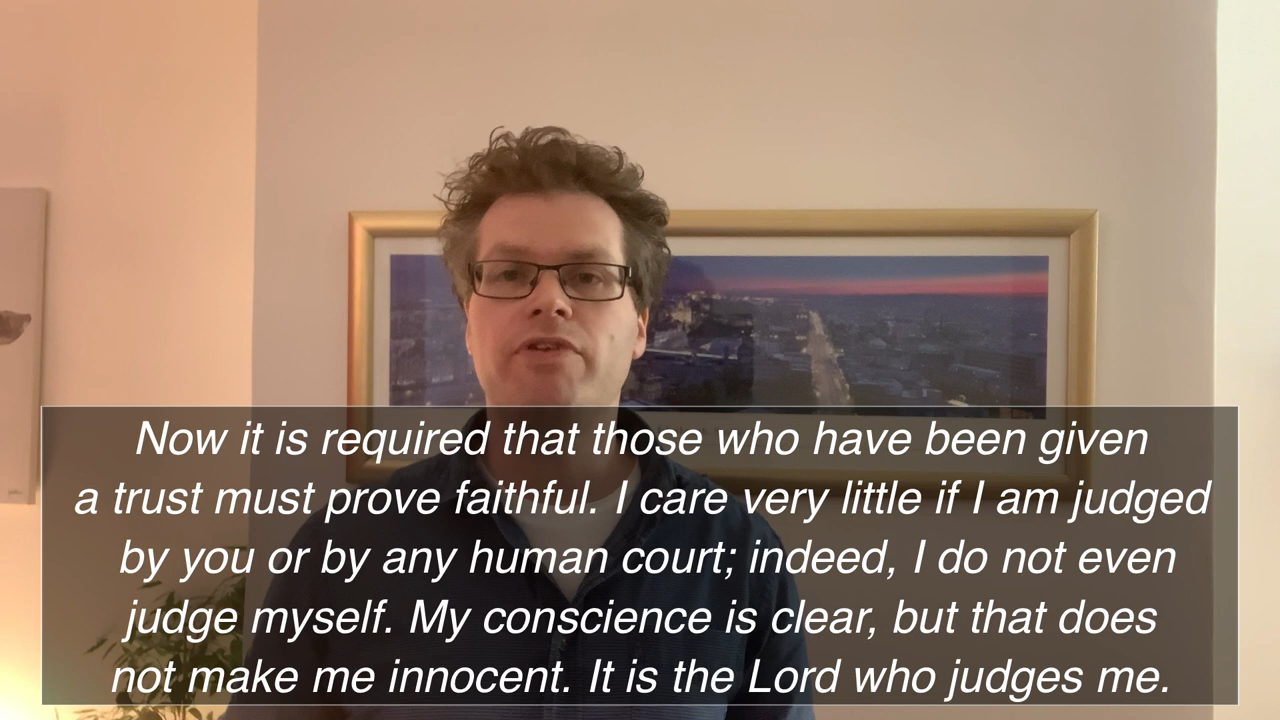 Now it is required that those who have been given
a trust must prove faithful. I care very little if I am judged
by you or by any human court; indeed, I do not even
judge myself. My conscience is clear, but that does
not make me innocent. It is the Lord who judges me.